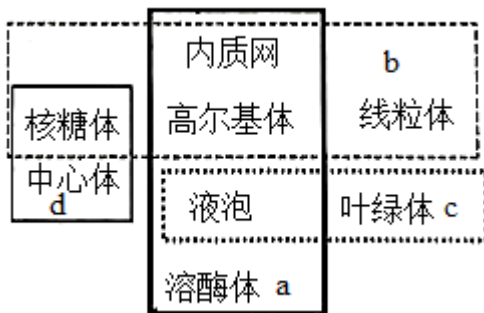 内质网 b
核糖体 高尔基体 线粒体
中心体
d 液泡 叶绿体 c
溶酶体 a